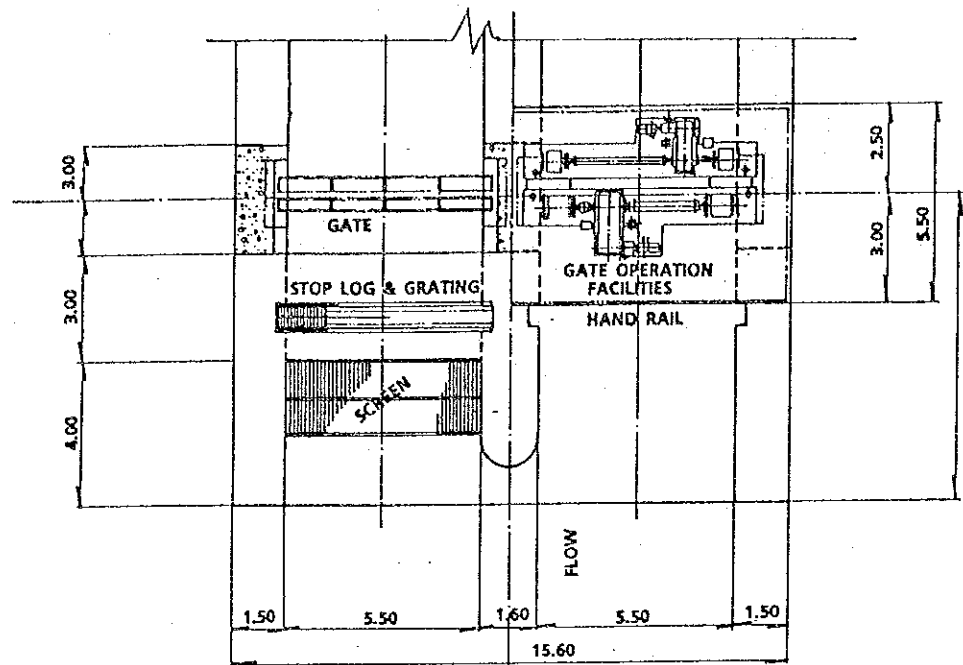 3.00
2.50
5.50
GATE
3.00
GATE OPERATION
FACILITIES
STOP LOG & GRATING
HAND RAIL
3.00
SCREEN
4.00
FLOW
1.50
5.50
1.60
5.50
1.50
15.60